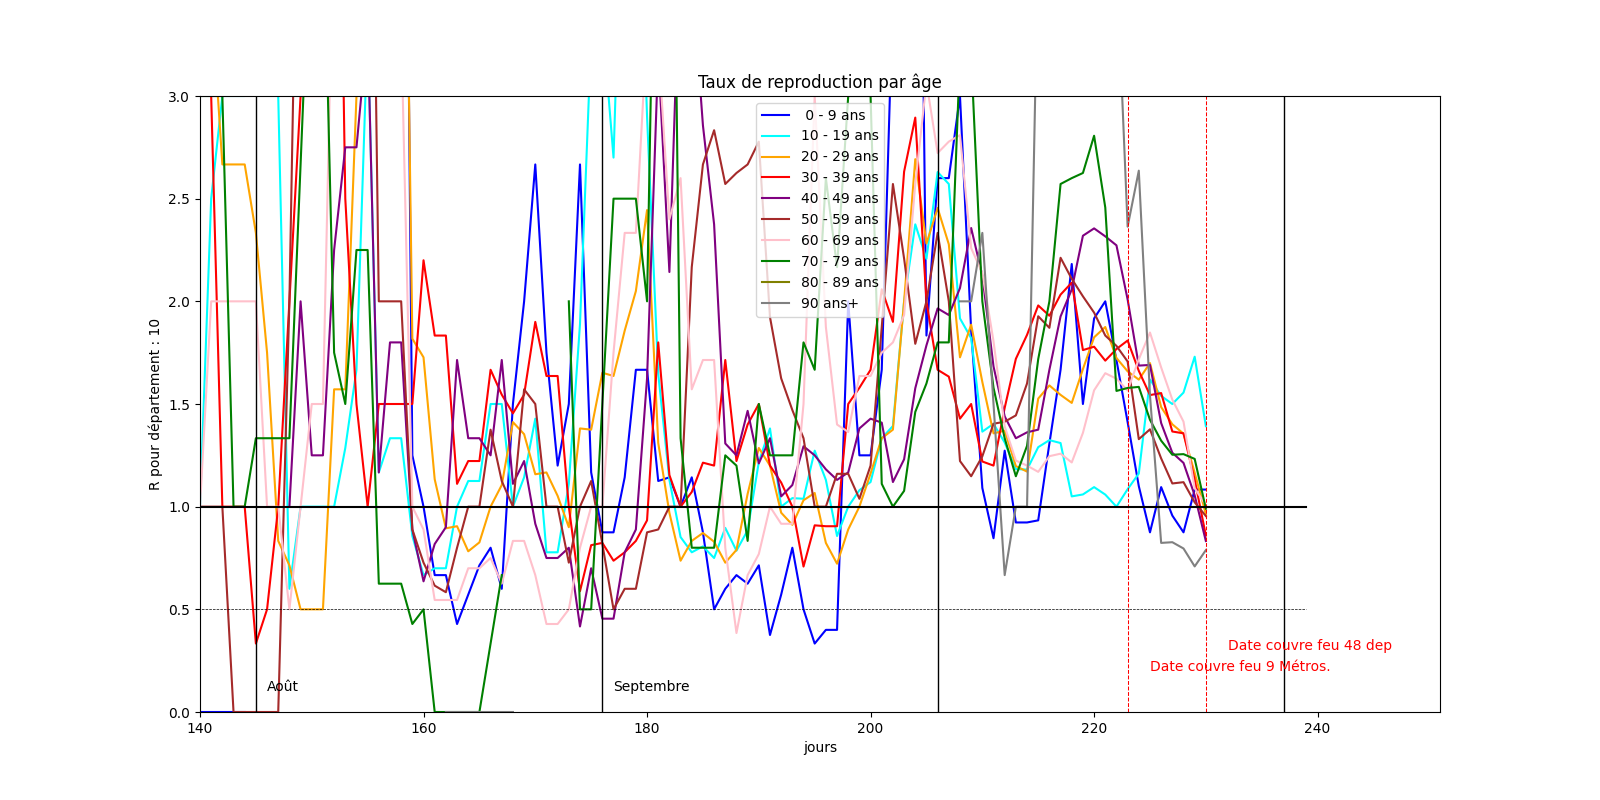 Taux de reproduction par âge
R pour département : 10
3.0
2.5
2.0
1.5
1.0
0.5
0.0
0 - 9 ans
10 - 19 ans
20 - 29 ans
30 - 39 ans
40 - 49 ans
50 - 59 ans
60 - 69 ans
70 - 79 ans
80 - 89 ans
90 ans+
Date couvre feu 48 dep
Date couvre feu 9 Métros.
Août
Septembre
140
160
180
200
220
240
jours